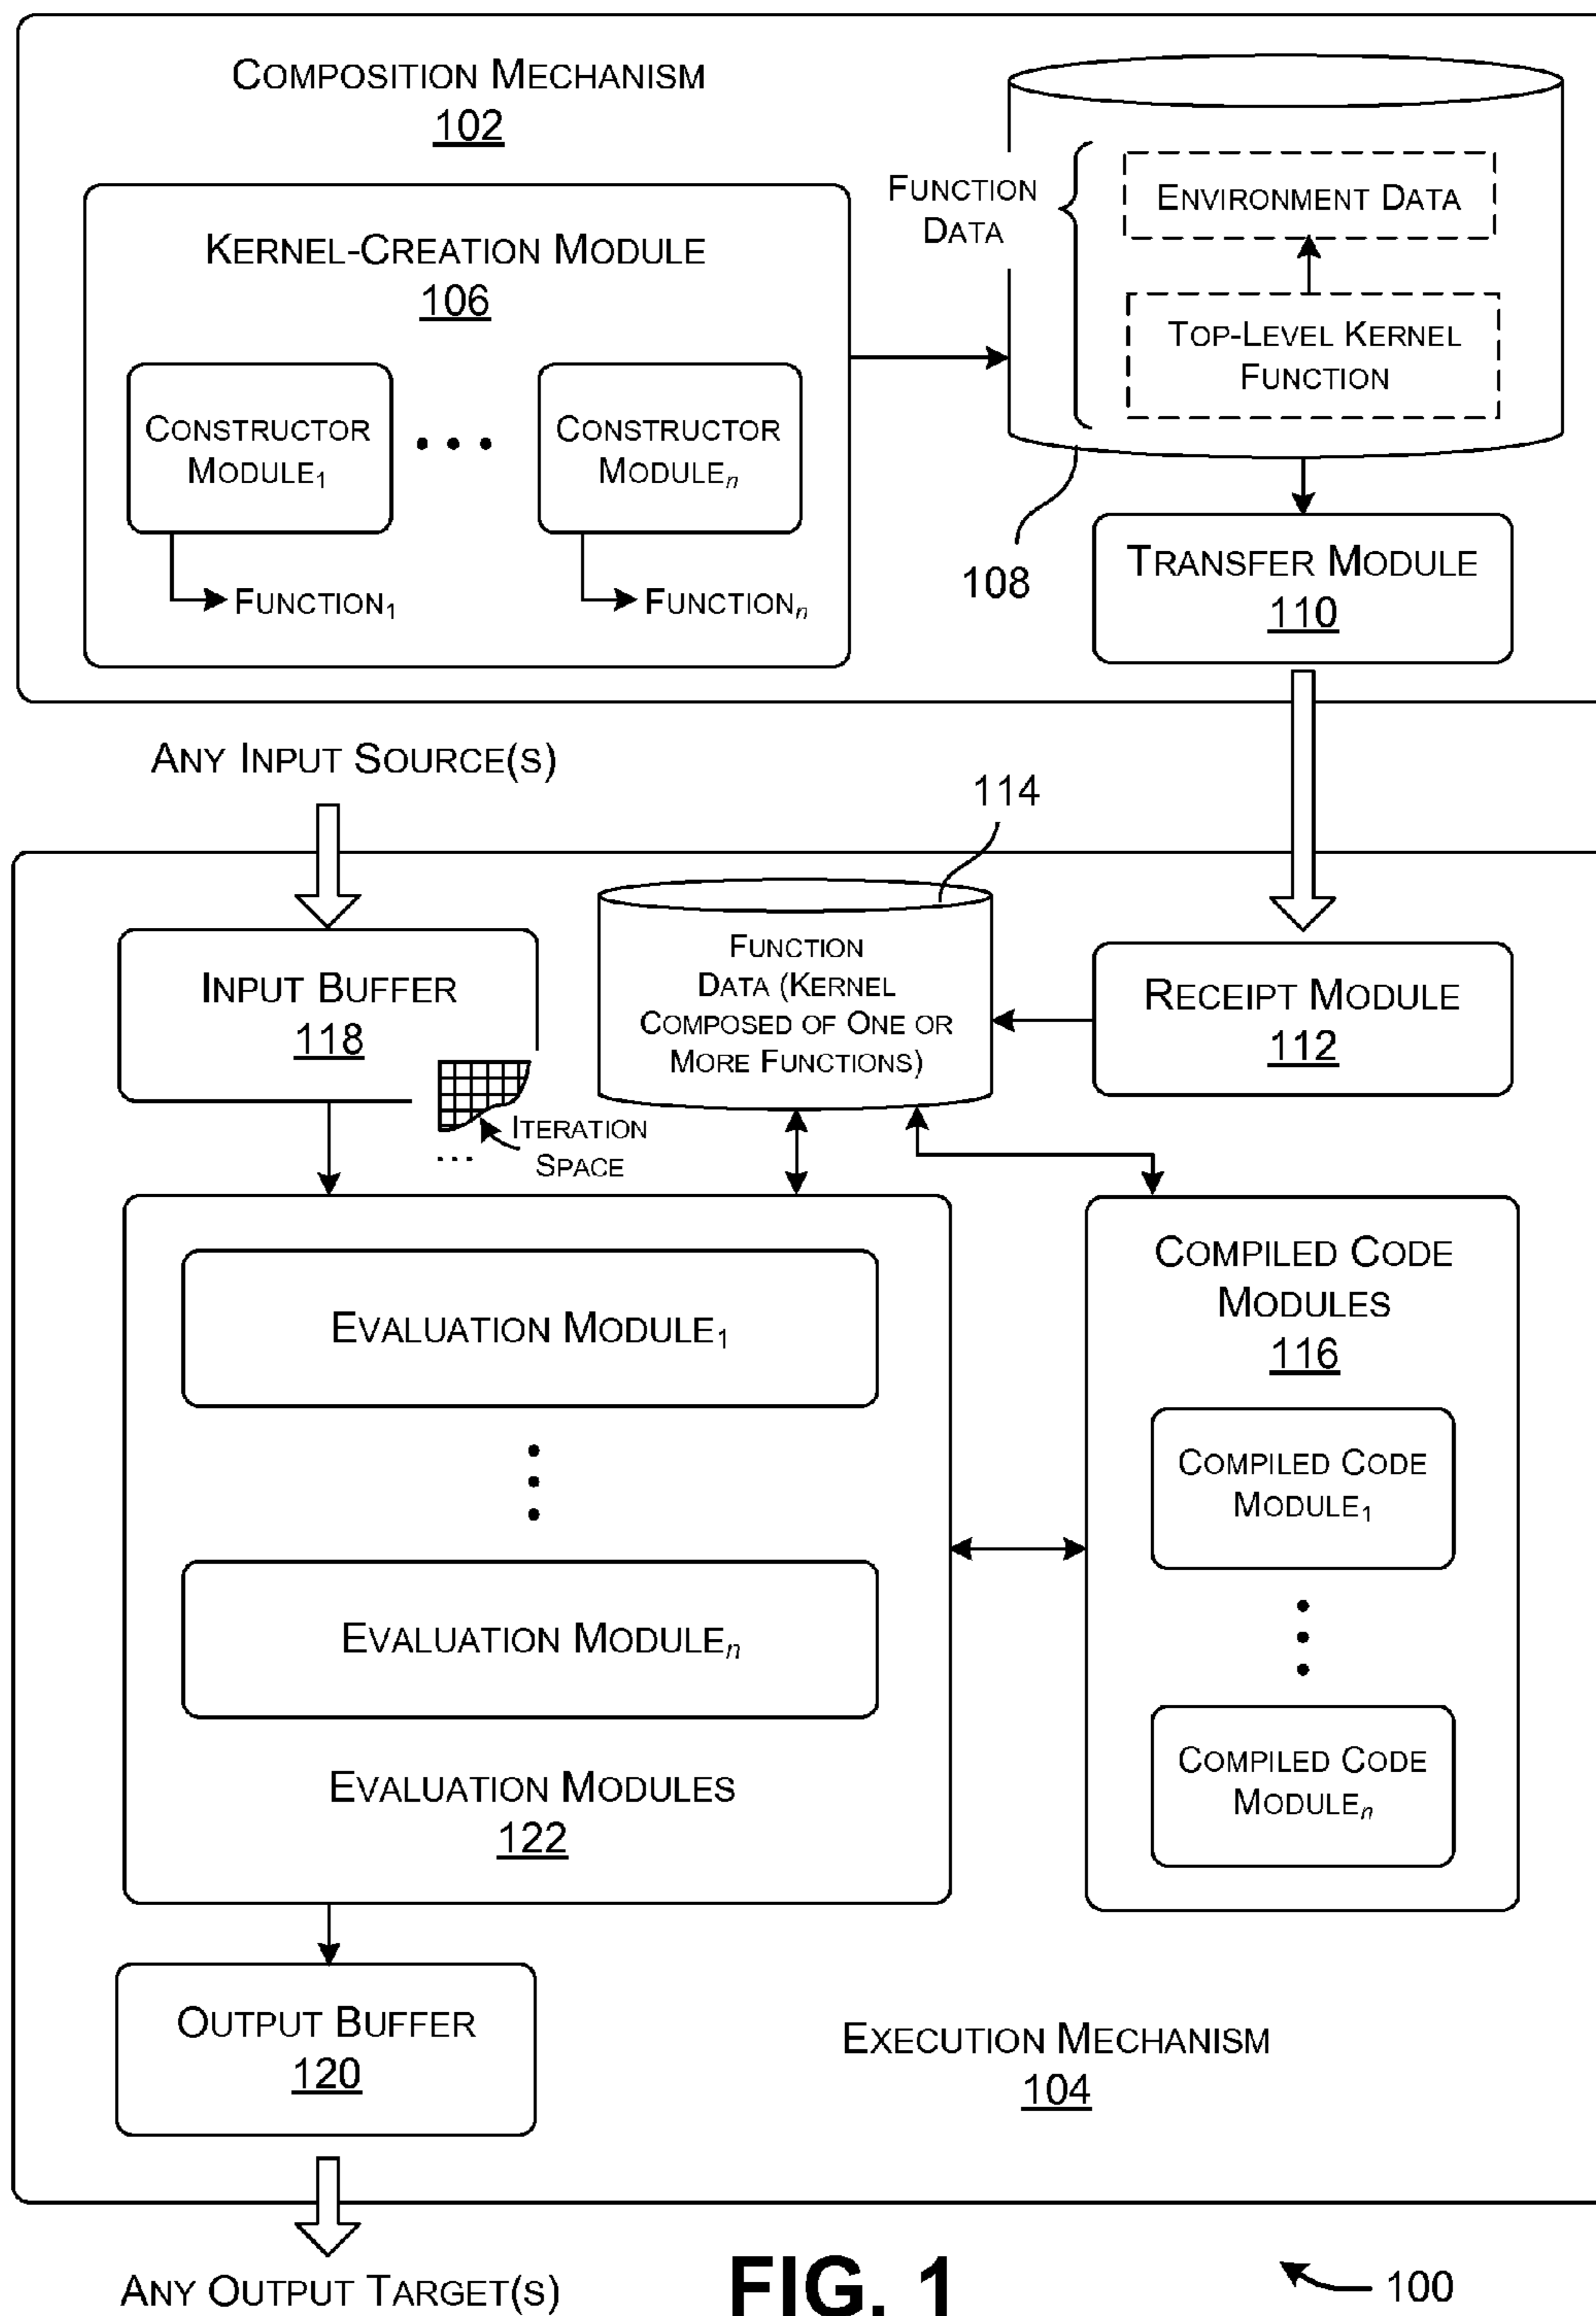 COMPOSITION MECHANISM
102
KERNEL-CREATION MODULE
106
CONSTRUCTOR
MODULE1
• • •
CONSTRUCTOR
MODULEn
FUNCTION1
FUNCTIONn
FUNCTION
DATA
ENVIRONMENT DATA
TOP-LEVEL KERNEL
FUNCTION
108
TRANSFER MODULE
110
ANY INPUT SOURCE(S)
114
INPUT BUFFER
118
ITERATION
SPACE
...
FUNCTION
DATA (KERNEL
COMPOSED OF ONE OR
MORE FUNCTIONS)
RECEIPT MODULE
112
EVALUATION MODULE1
EVALUATION MODULEn
EVALUATION MODULES
122
COMPILED CODE
MODULES
116
COMPILED CODE
MODULE1
COMPILED CODE
MODULEn
OUTPUT BUFFER
120
EXECUTION MECHANISM
104
ANY OUTPUT TARGET(S)
FIG. 1
100